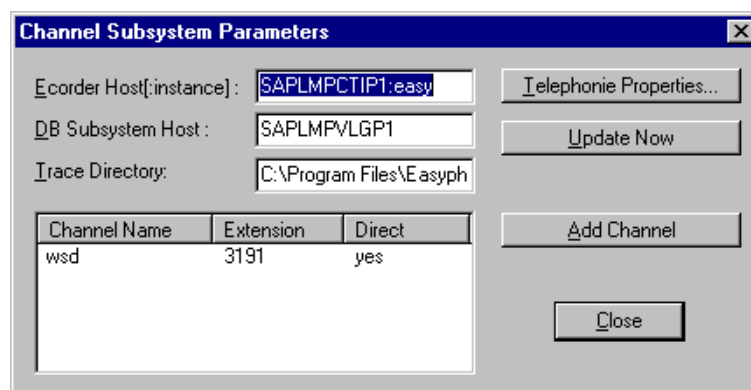 Channel Subsystem Parameters
Ecorder Host[:instance] : SAPLMPCTIP1:easy Telephonie Properties...
DB Subsystem Host : SAPLMPVLGP1 Update Now
Trace Directory: C:\Program Files\Easyph
Channel Name Extension Direct Add Channel
wsd 3191 yes
Close